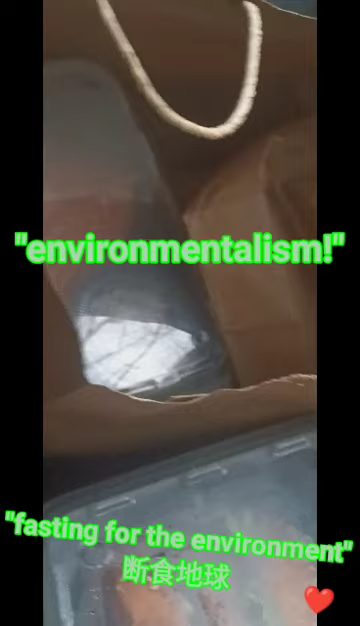 "environmentalism!"
"fasting for the environment"
断食地球